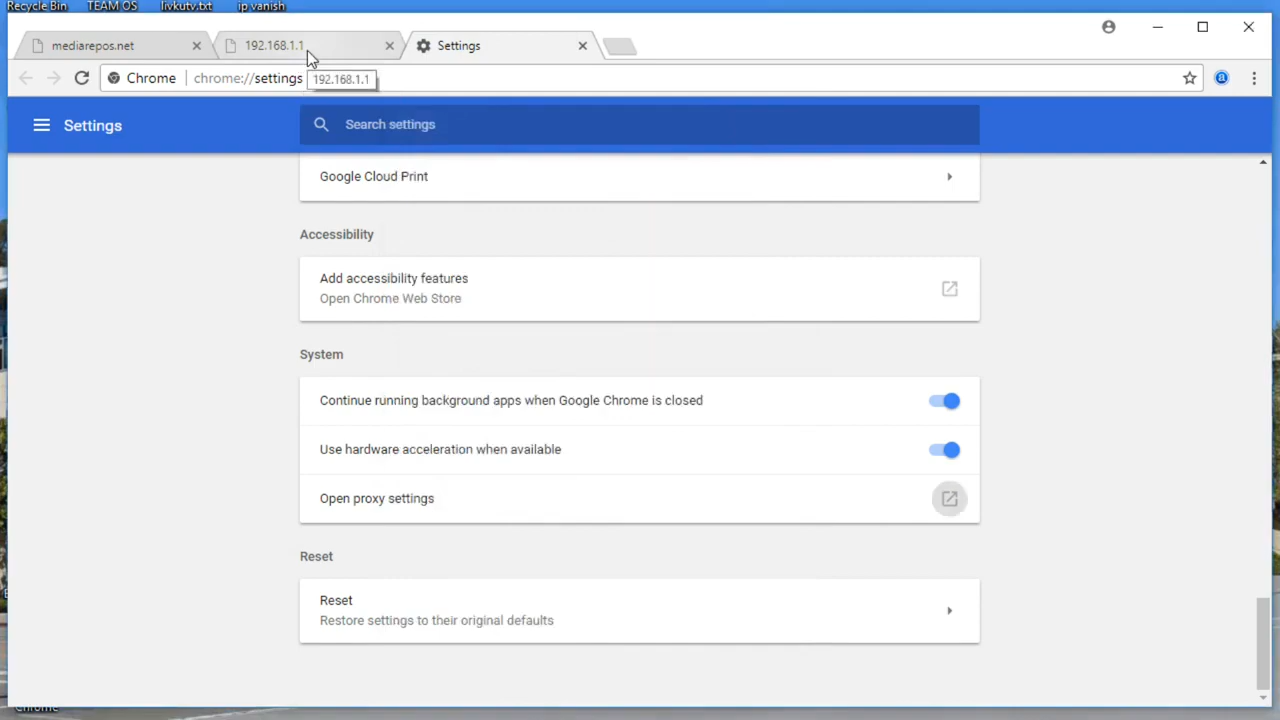 Recycle Bin TEAM OS livkutv.txt ip vanish
mediarepos.net 192.168.1.1 Settings
Chrome chrome://settings 192.168.1.1
Settings Search settings
Google Cloud Print
Accessibility
Add accessibility features
Open Chrome Web Store
System
Continue running background apps when Google Chrome is closed
Use hardware acceleration when available
Open proxy settings
Reset
Reset
Restore settings to their original defaults
Chrome